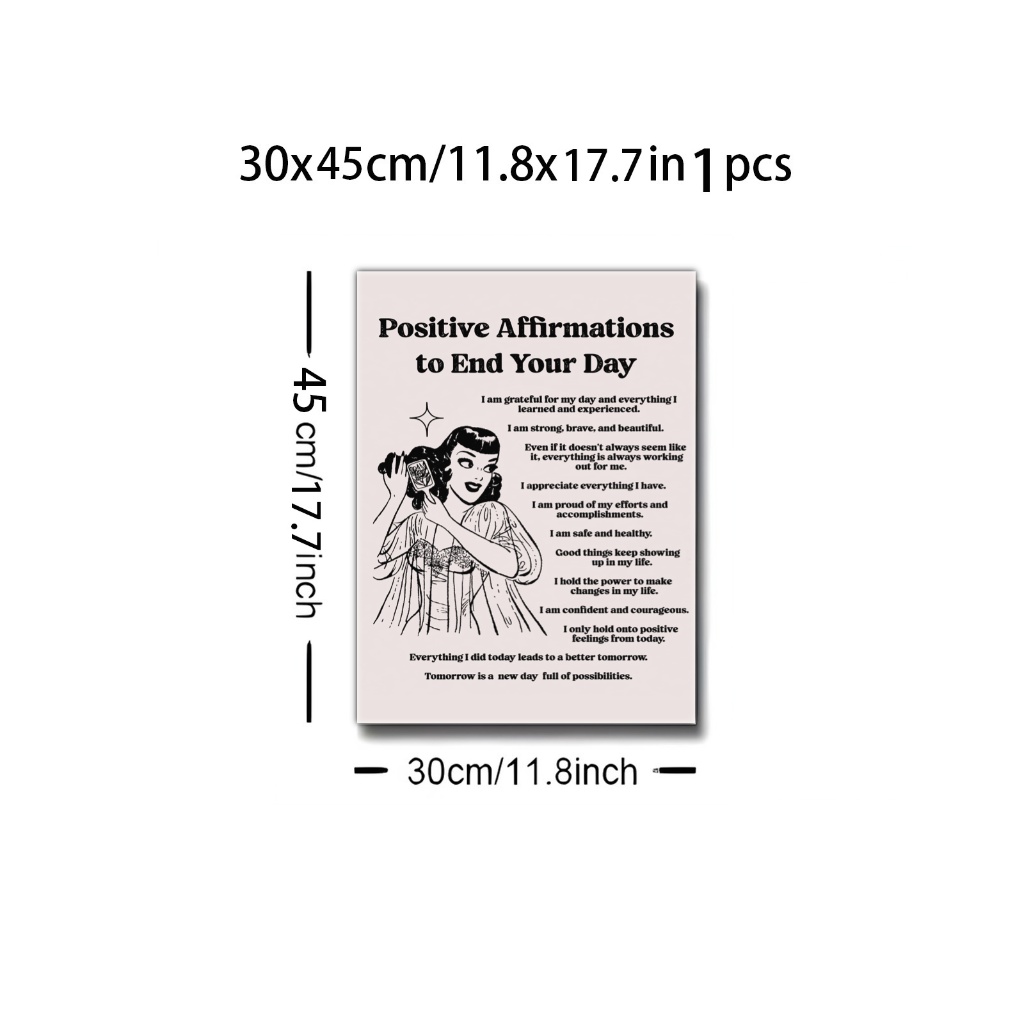 30x45cm/11.8x17.7in 1 pcs
Positive Affirmations
to End Your Day
I am grateful for my day and everything I
learned and experienced.
I am strong, brave, and beautiful.
Even if it doesn't always seem like
it, everything is always working
out for me.
I appreciate everything I have.
I am proud of my efforts and
accomplishments.
I am safe and healthy.
Good things keep showing
up in my life.
I hold the power to make
changes in my life.
I am confident and courageous.
I only hold onto positive
feelings from today.
Everything I did today leads to a better tomorrow.
Tomorrow is a new day full of possibilities.
45 cm/17.7inch
30cm/11.8inch